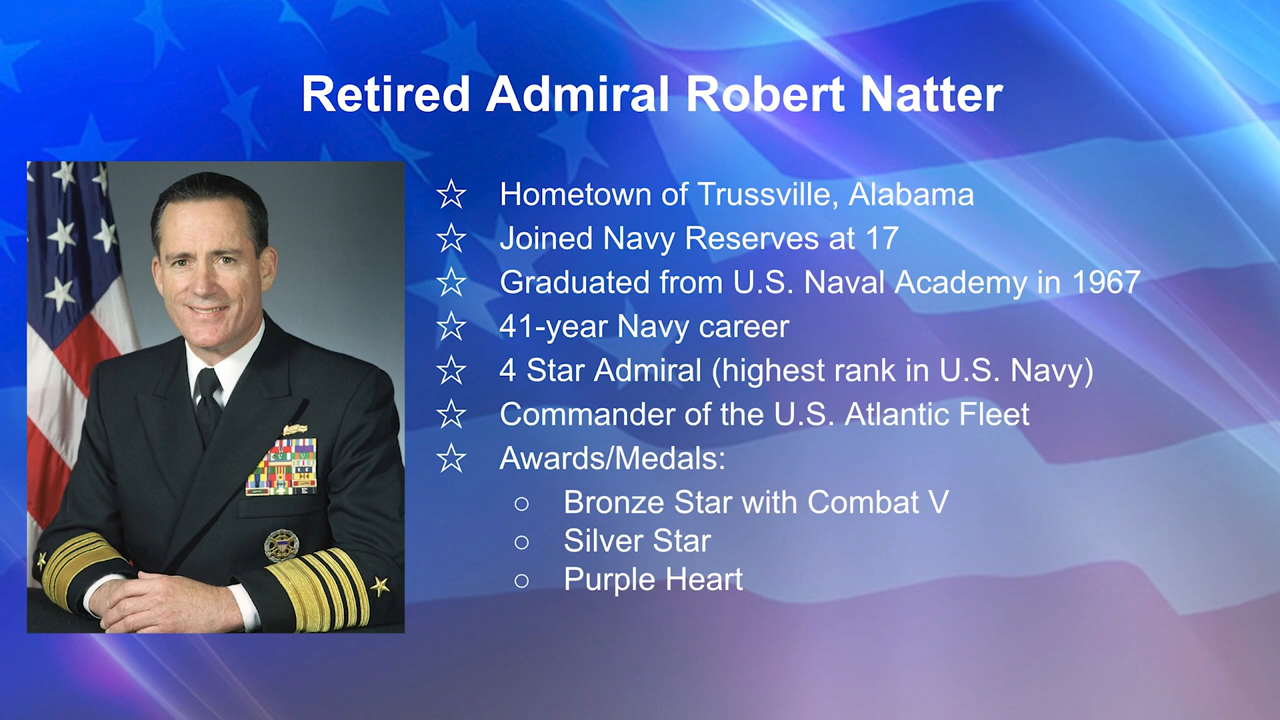 Retired Admiral Robert Natter
☆ Hometown of Trussville, Alabama
☆ Joined Navy Reserves at 17
☆ Graduated from U.S. Naval Academy in 1967
☆ 41-year Navy career
☆ 4 Star Admiral (highest rank in U.S. Navy)
☆ Commander of the U.S. Atlantic Fleet
☆ Awards/Medals:
○ Bronze Star with Combat V
○ Silver Star
○ Purple Heart